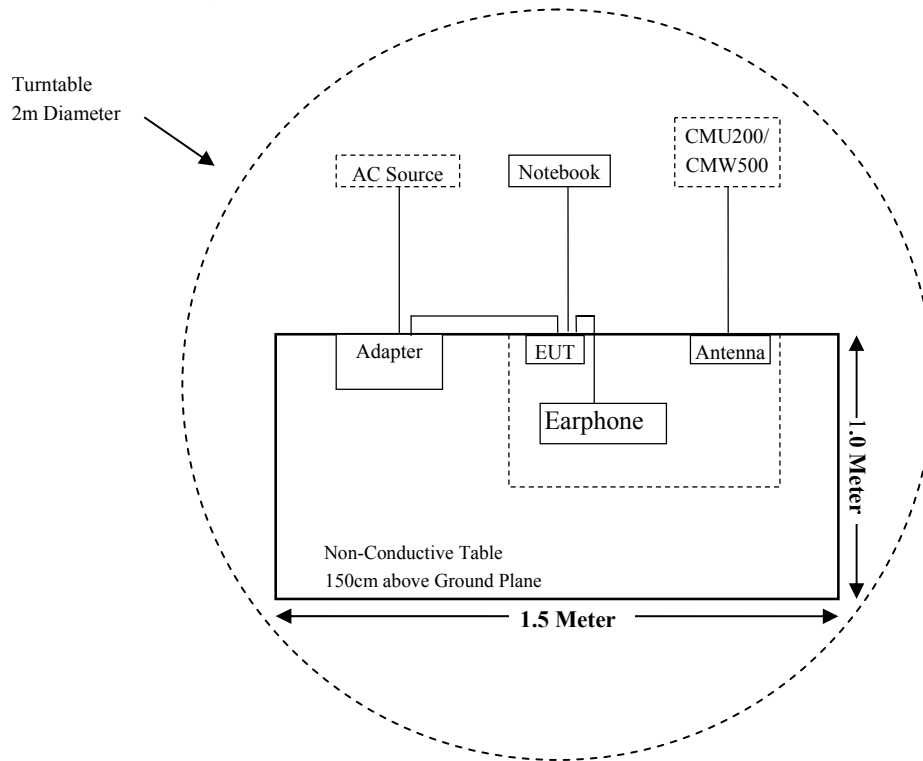 Turntable
2m Diameter
CMU200/
CMW500
AC Source
Notebook
Adapter
EUT
Antenna
Earphone
1.0 Meter
Non-Conductive Table
150cm above Ground Plane
1.5 Meter